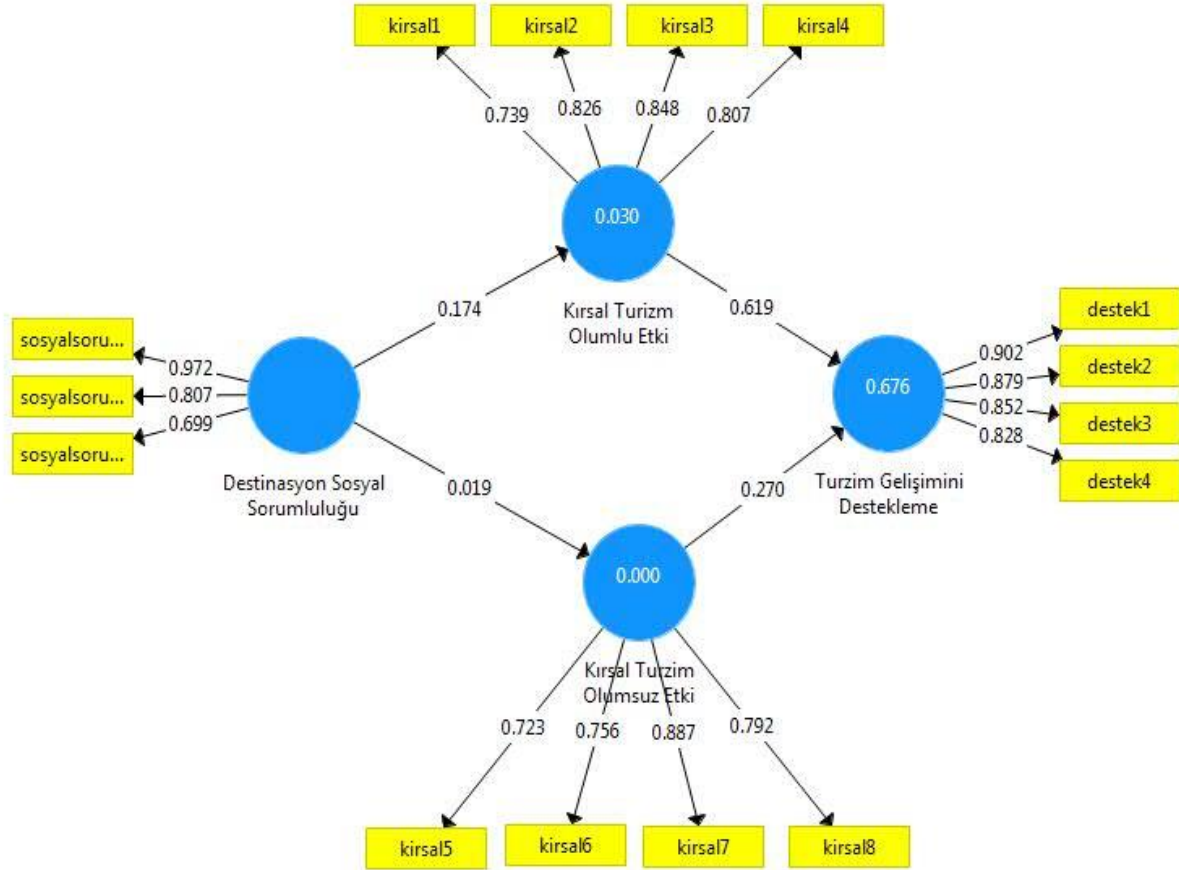 kirsal1 kirsal2 kirsal3 kirsal4
0.739 0.826 0.848 0.807
0.030
Kırsal Turizm
Olumlu Etki
0.174
0.619
sosyalsoru...
sosyalsoru...
sosyalsoru...
0.972
0.807
0.699
Destinasyon Sosyal
Sorumluluğu
0.676
Turzim Gelişimini
Destekleme
0.902
0.879
0.852
0.828
destek1
destek2
destek3
destek4
0.019
0.270
0.000
Kırsal Turzim
Olumsuz Etki
0.723 0.756 0.887 0.792
kirsal5 kirsal6 kirsal7 kirsal8